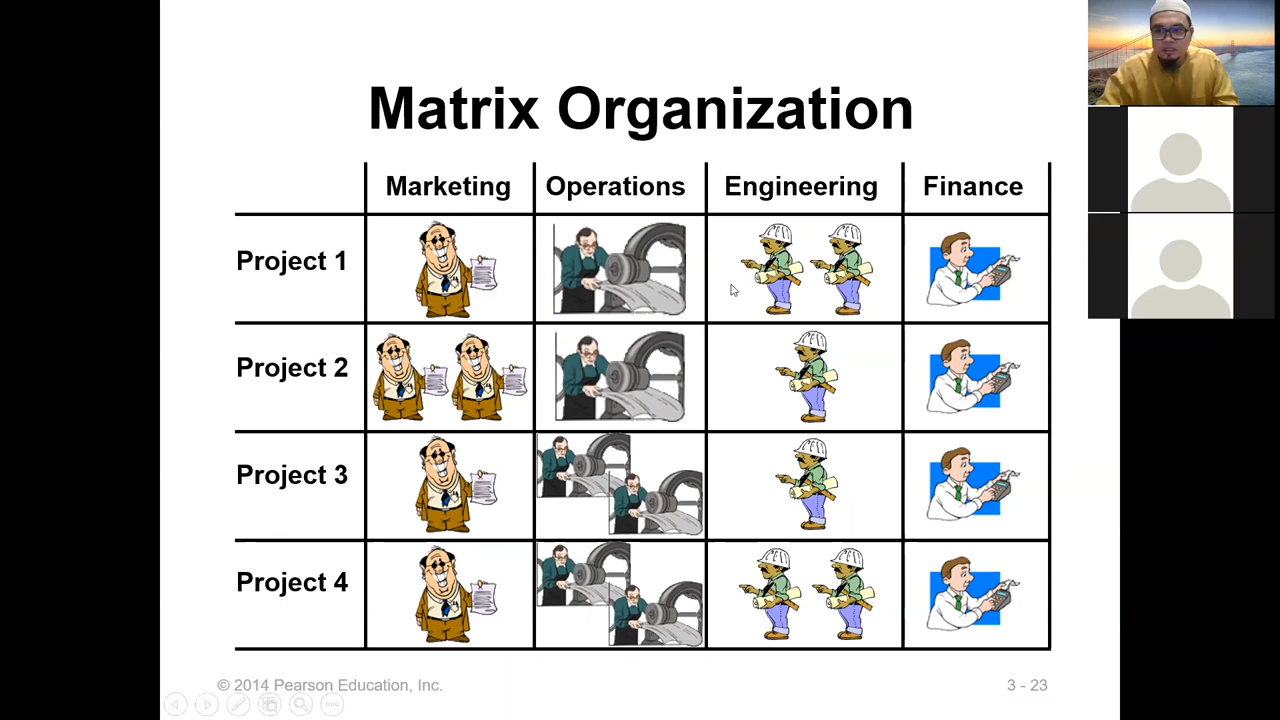 Matrix Organization
Marketing Operations Engineering Finance
Project 1
Project 2
Project 3
Project 4
© 2014 Pearson Education, Inc.
3 - 23